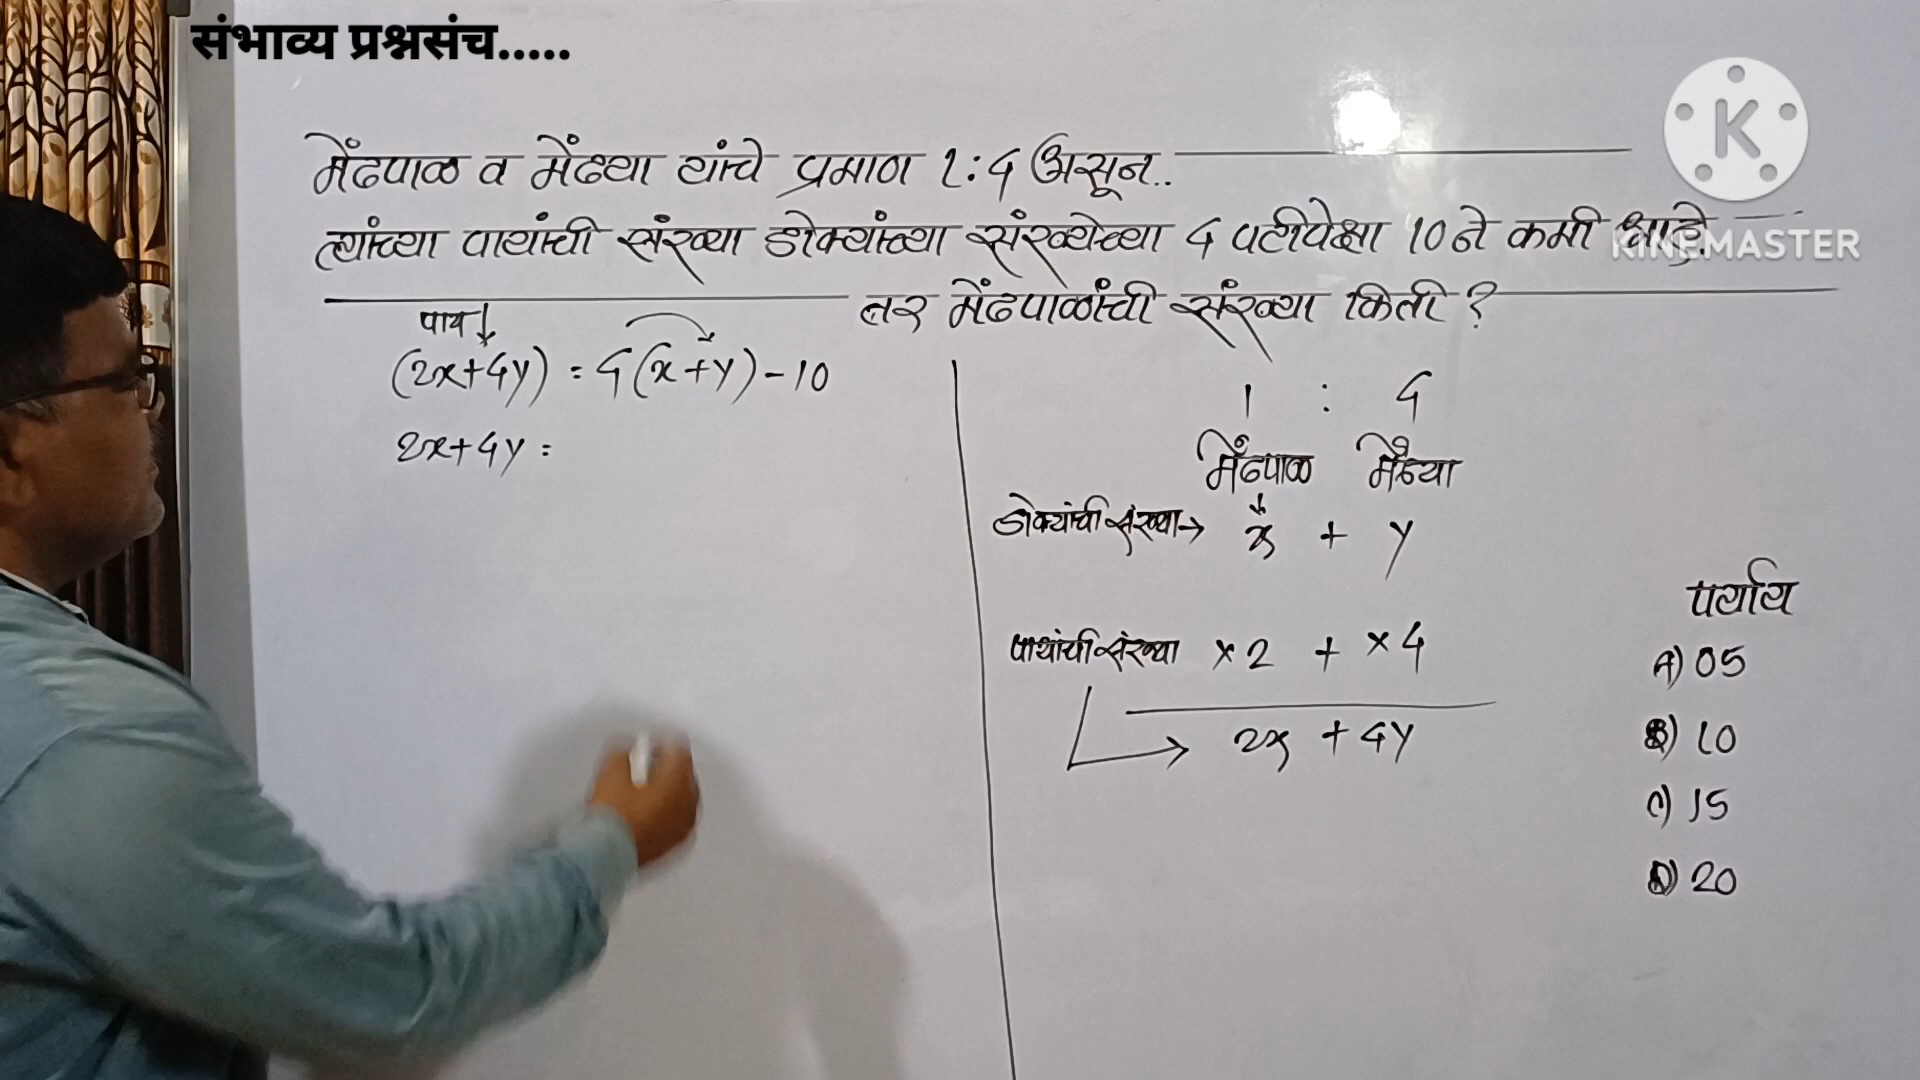 संभाव्य प्रश्नसंच.....
K
KINEMASTER
मेंढपाळ व मेंढ्या यांचे प्रमाण 1:4 असून..
त्यांच्या पायांची संख्या डोक्यांच्या संख्येच्या 4 पटीपेक्षा 10 ने कमी आहे.
तर मेंढपाळांची संख्या किती?
पाय↓
(2x+4y) = 4(x+y)-10
2x+4y =
1 : 4
मेंढपाळ मेंढ्या
डोक्यांची संख्या→ x + y
पायांची संख्या ×2 + ×4
2x + 4y
पर्याय
A) 05
B) 10
C) 15
D) 20